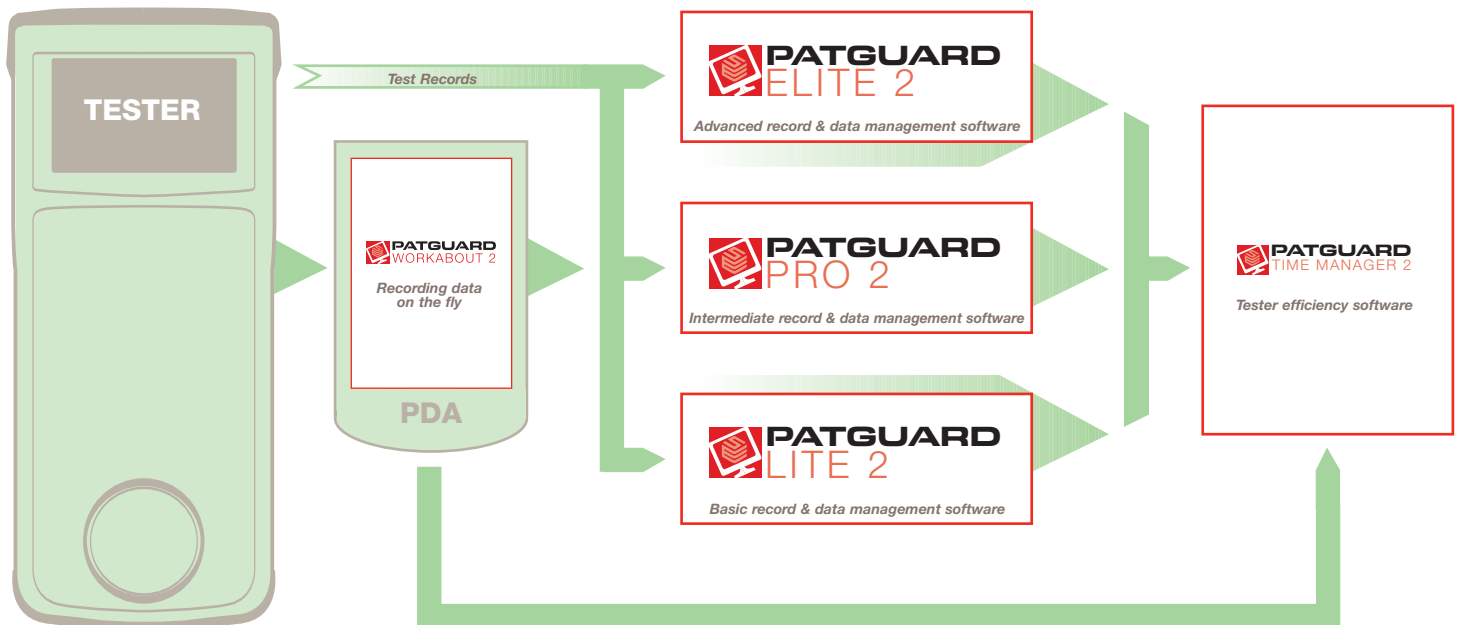 TESTER
Test Records
PATGUARD
WORKABOUT 2
Recording data
on the fly
PDA
PATGUARD
ELITE 2
Advanced record & data management software
PATGUARD
PRO 2
Intermediate record & data management software
PATGUARD
LITE 2
Basic record & data management software
PATGUARD
TIME MANAGER 2
Tester efficiency software